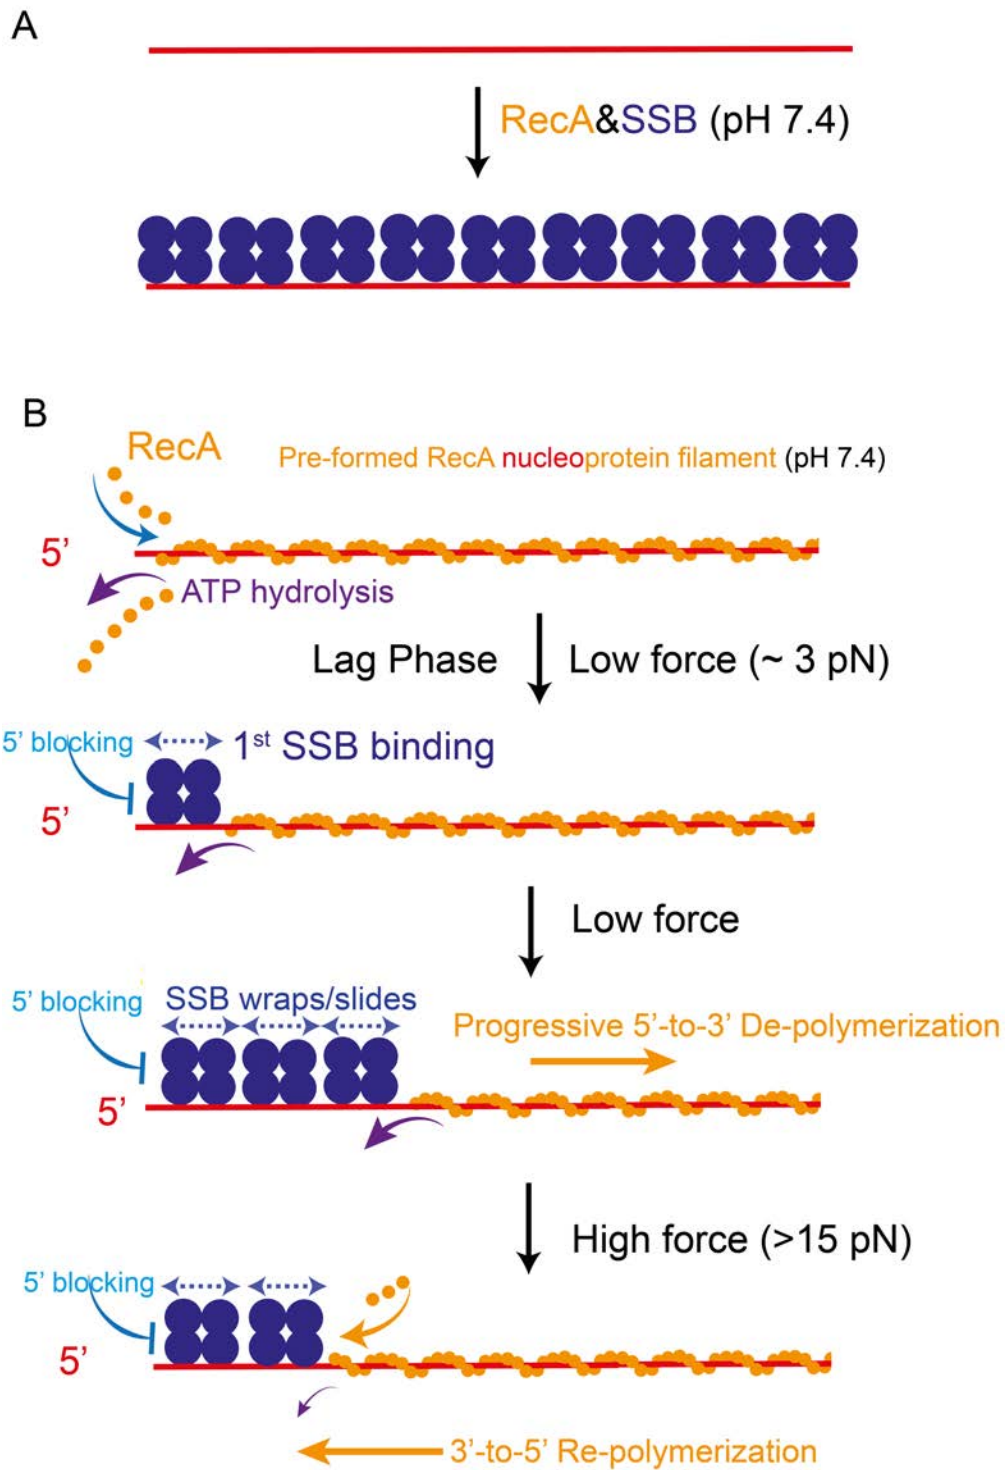 A
RecA&SSB (pH 7.4)
B
RecA
Pre-formed RecA nucleoprotein filament (pH 7.4)
5’
ATP hydrolysis
Lag Phase
Low force (~ 3 pN)
5’ blocking
1st SSB binding
5’
Low force
5’ blocking
SSB wraps/slides
Progressive 5’-to-3’ De-polymerization
5’
High force (>15 pN)
5’ blocking
5’
3’-to-5’ Re-polymerization